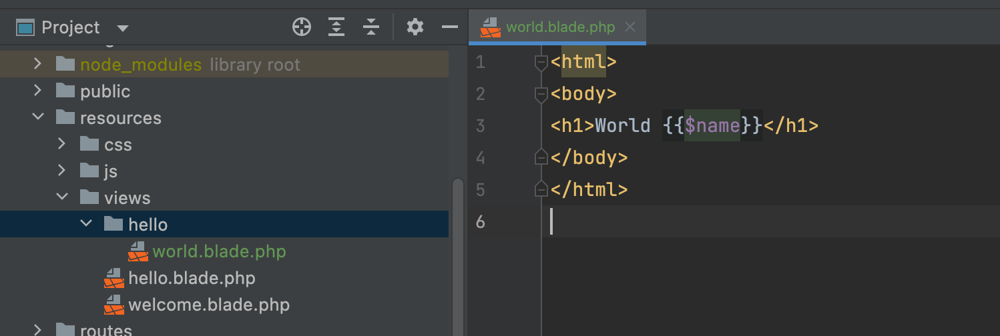 Project
world.blade.php
node_modules library root
public
resources
css
js
views
hello
world.blade.php
hello.blade.php
welcome.blade.php
routes
1 <html>
2 <body>
3 <h1>World {{$name}}</h1>
4 </body>
5 </html>
6